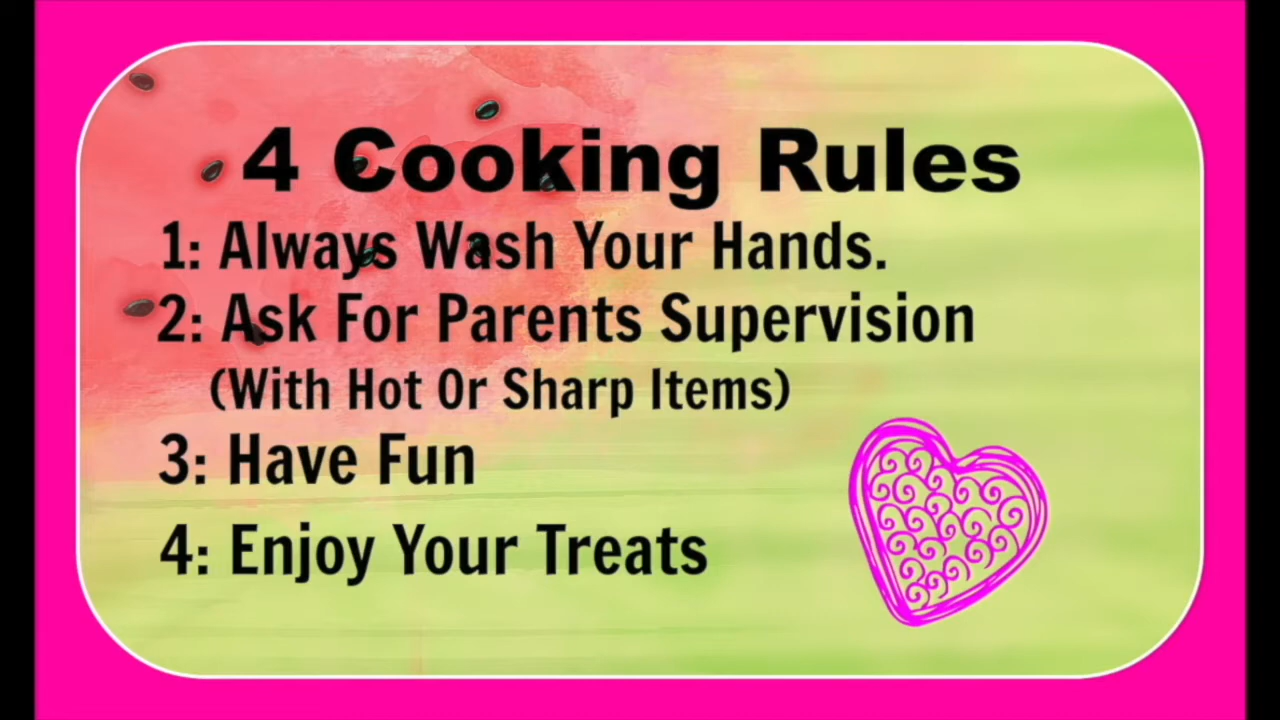 4 Cooking Rules
1: Always Wash Your Hands.
2: Ask For Parents Supervision
(With Hot Or Sharp Items)
3: Have Fun
4: Enjoy Your Treats